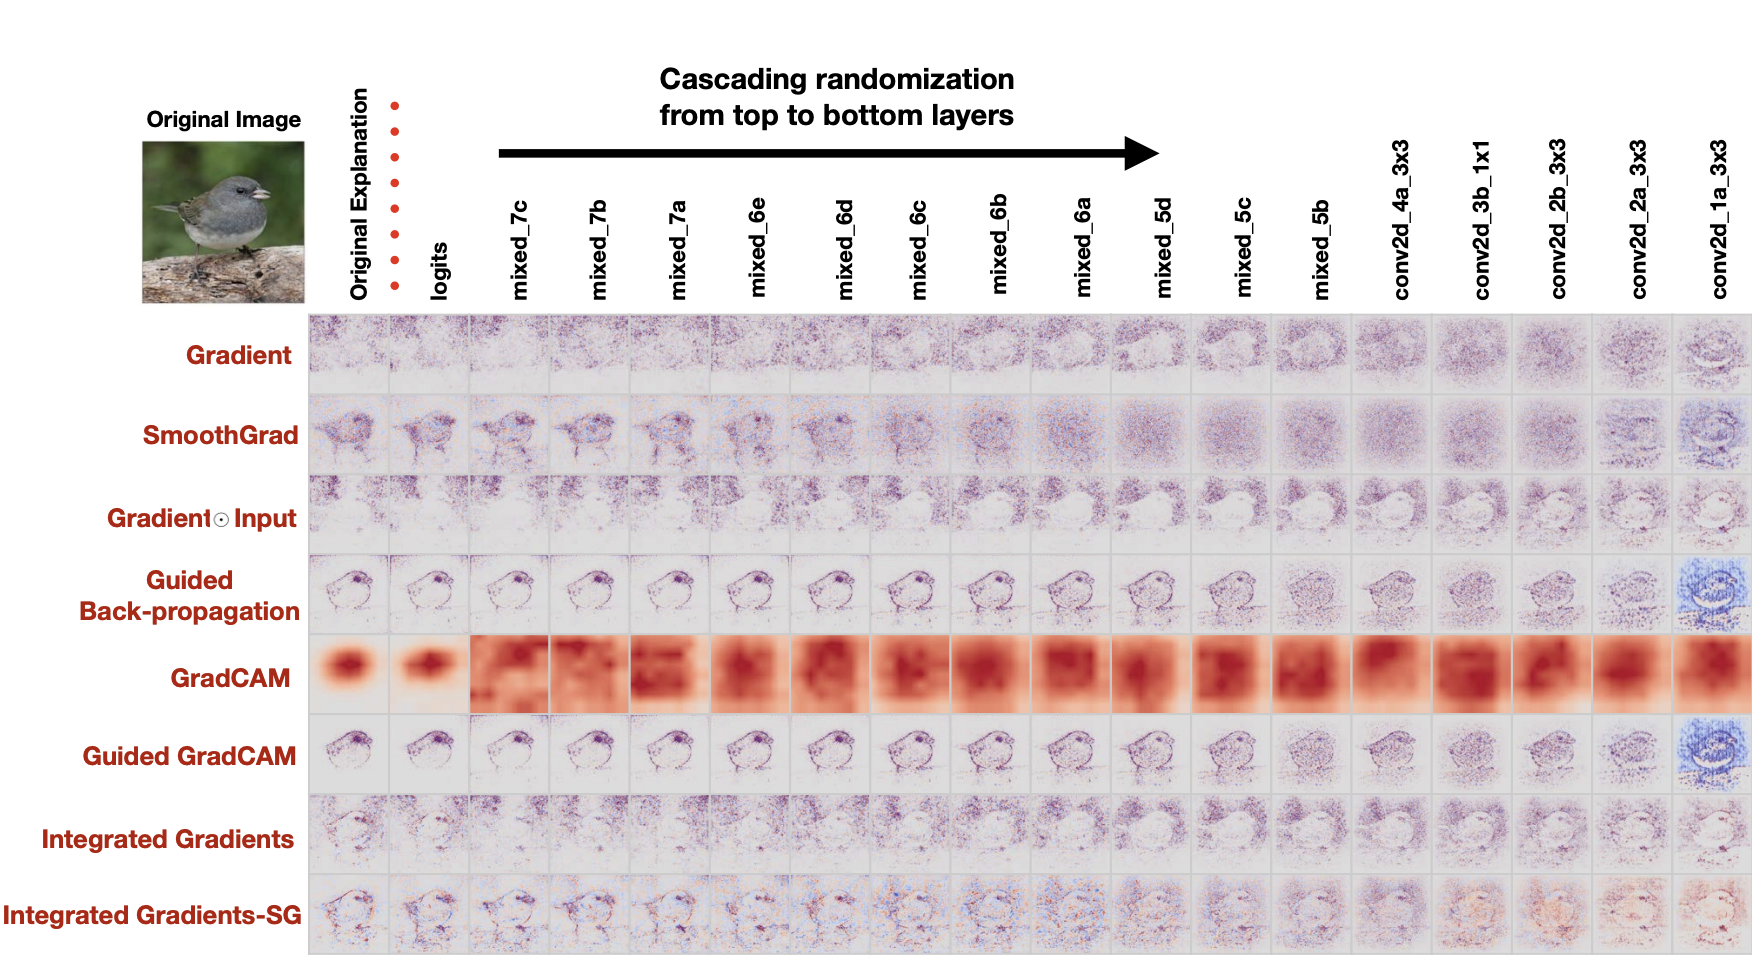 Cascading randomization
from top to bottom layers
Original Image
Original Explanation
logits
mixed_7c
mixed_7b
mixed_7a
mixed_6e
mixed_6d
mixed_6c
mixed_6b
mixed_6a
mixed_5d
mixed_5c
mixed_5b
conv2d_4a_3x3
conv2d_3b_1x1
conv2d_2b_3x3
conv2d_2a_3x3
conv2d_1a_3x3
Gradient
SmoothGrad
Gradient⊙Input
Guided
Back-propagation
GradCAM
Guided GradCAM
Integrated Gradients
Integrated Gradients-SG